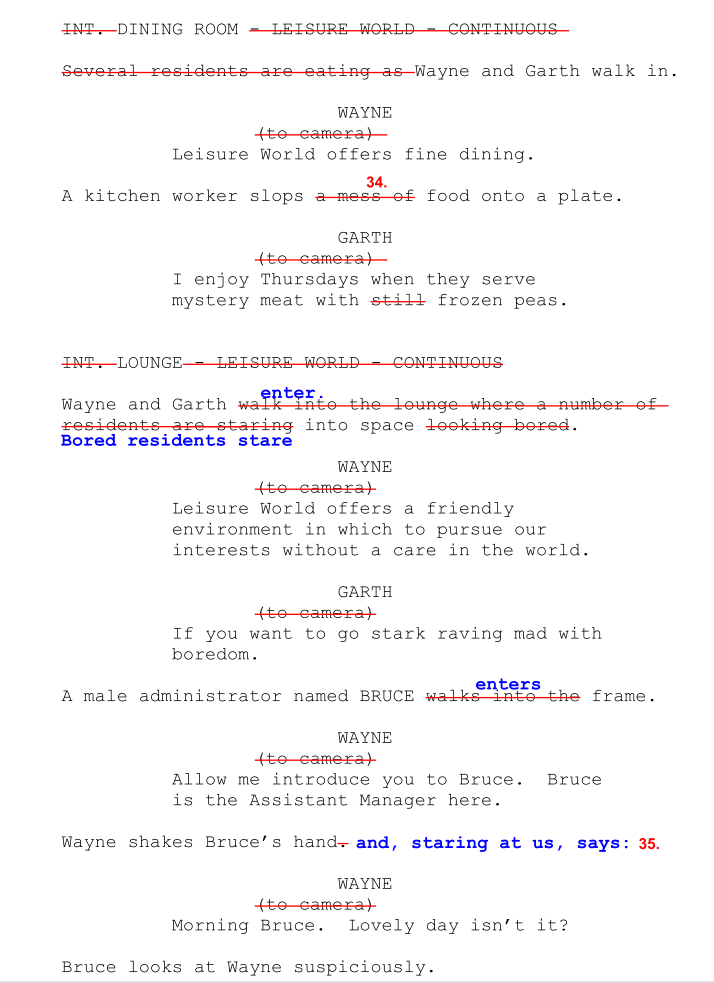 INT. DINING ROOM - LEISURE WORLD - CONTINUOUS
Several residents are eating as Wayne and Garth walk in.
WAYNE
(to camera)
Leisure World offers fine dining.
34.
A kitchen worker slops a mess of food onto a plate.
GARTH
(to camera)
I enjoy Thursdays when they serve
mystery meat with still frozen peas.
INT. LOUNGE - LEISURE WORLD - CONTINUOUS
enter.
Wayne and Garth walk into the lounge where a number of
residents are staring into space looking bored.
Bored residents stare
WAYNE
(to camera)
Leisure World offers a friendly
environment in which to pursue our
interests without a care in the world.
GARTH
(to camera)
If you want to go stark raving mad with
boredom.
enters
A male administrator named BRUCE walks into the frame.
WAYNE
(to camera)
Allow me introduce you to Bruce.  Bruce
is the Assistant Manager here.
Wayne shakes Bruce's hand. and, staring at us, says: 35.
WAYNE
(to camera)
Morning Bruce.  Lovely day isn't it?
Bruce looks at Wayne suspiciously.